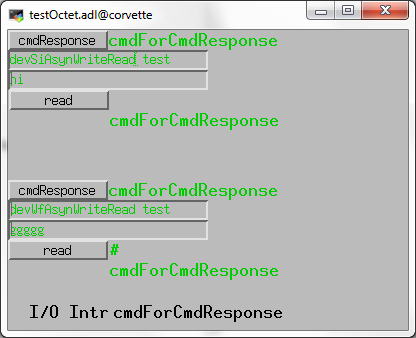 testOctet.adl@corvette
cmdResponse cmdForCmdResponse
devSiAsynWriteRead test
hi
read
cmdForCmdResponse
cmdResponse cmdForCmdResponse
devWfAsynWriteRead test
ggggg
read #
cmdForCmdResponse
I/O Intr cmdForCmdResponse